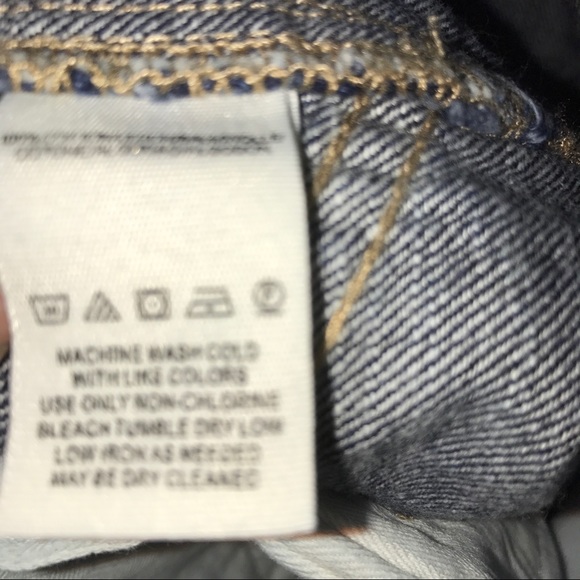 MACHINE WASH COLD
WITH LIKE COLORS
USE ONLY NON-CHLORINE
BLEACH TUMBLE DRY LOW
LOW IRON AS NEEDED
MAY BE DRY CLEANED